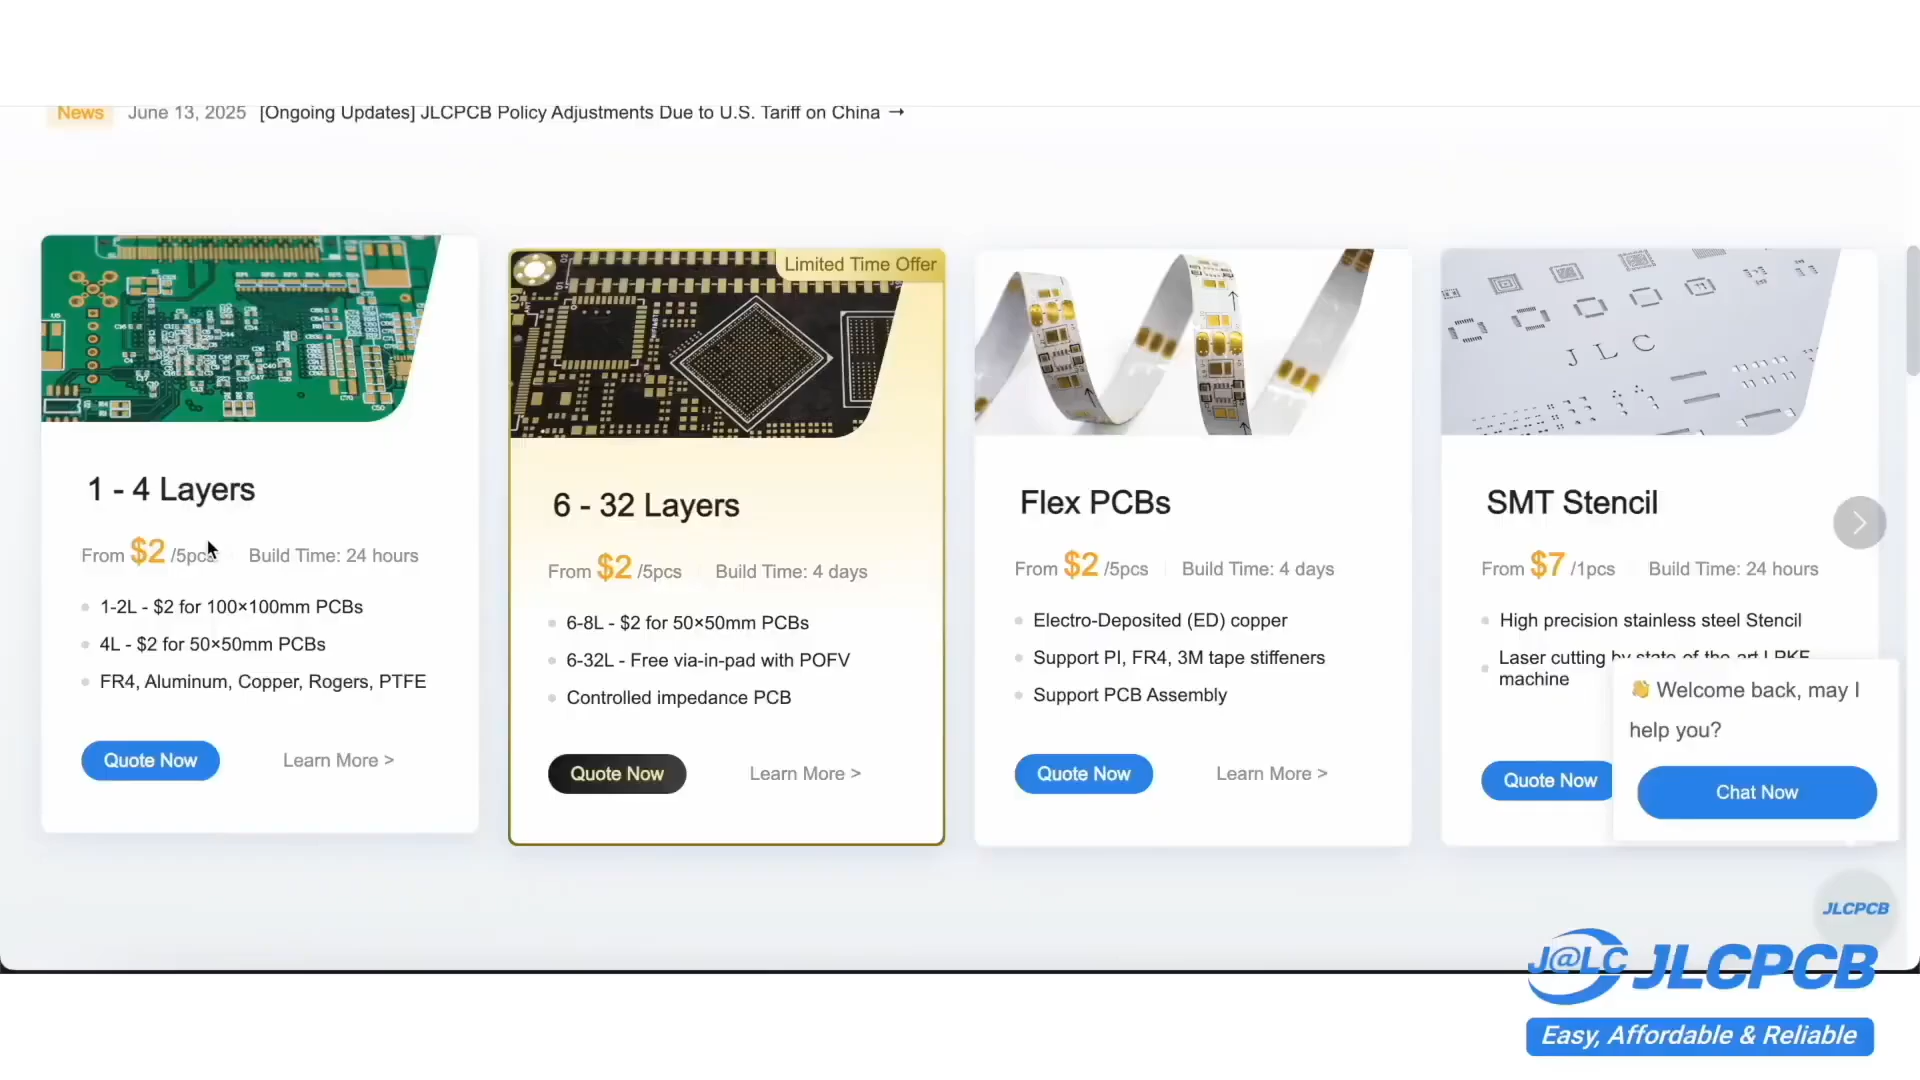 News June 13, 2025 [Ongoing Updates] JLCPCB Policy Adjustments Due to U.S. Tariff on China →
1 - 4 Layers
From $2 /5pcs Build Time: 24 hours
1-2L - $2 for 100×100mm PCBs
4L - $2 for 50×50mm PCBs
FR4, Aluminum, Copper, Rogers, PTFE
Quote Now Learn More >
Limited Time Offer
6 - 32 Layers
From $2 /5pcs Build Time: 4 days
6-8L - $2 for 50×50mm PCBs
6-32L - Free via-in-pad with POFV
Controlled impedance PCB
Quote Now Learn More >
Flex PCBs
From $2 /5pcs Build Time: 4 days
Electro-Deposited (ED) copper
Support PI, FR4, 3M tape stiffeners
Support PCB Assembly
Quote Now Learn More >
J L C
SMT Stencil
From $7 /1pcs Build Time: 24 hours
High precision stainless steel Stencil
Laser cutting by state-of-the-art LPKF
machine
Quote Now
👋 Welcome back, may I
help you?
Chat Now
JLCPCB
J@LC JLCPCB
Easy, Affordable & Reliable